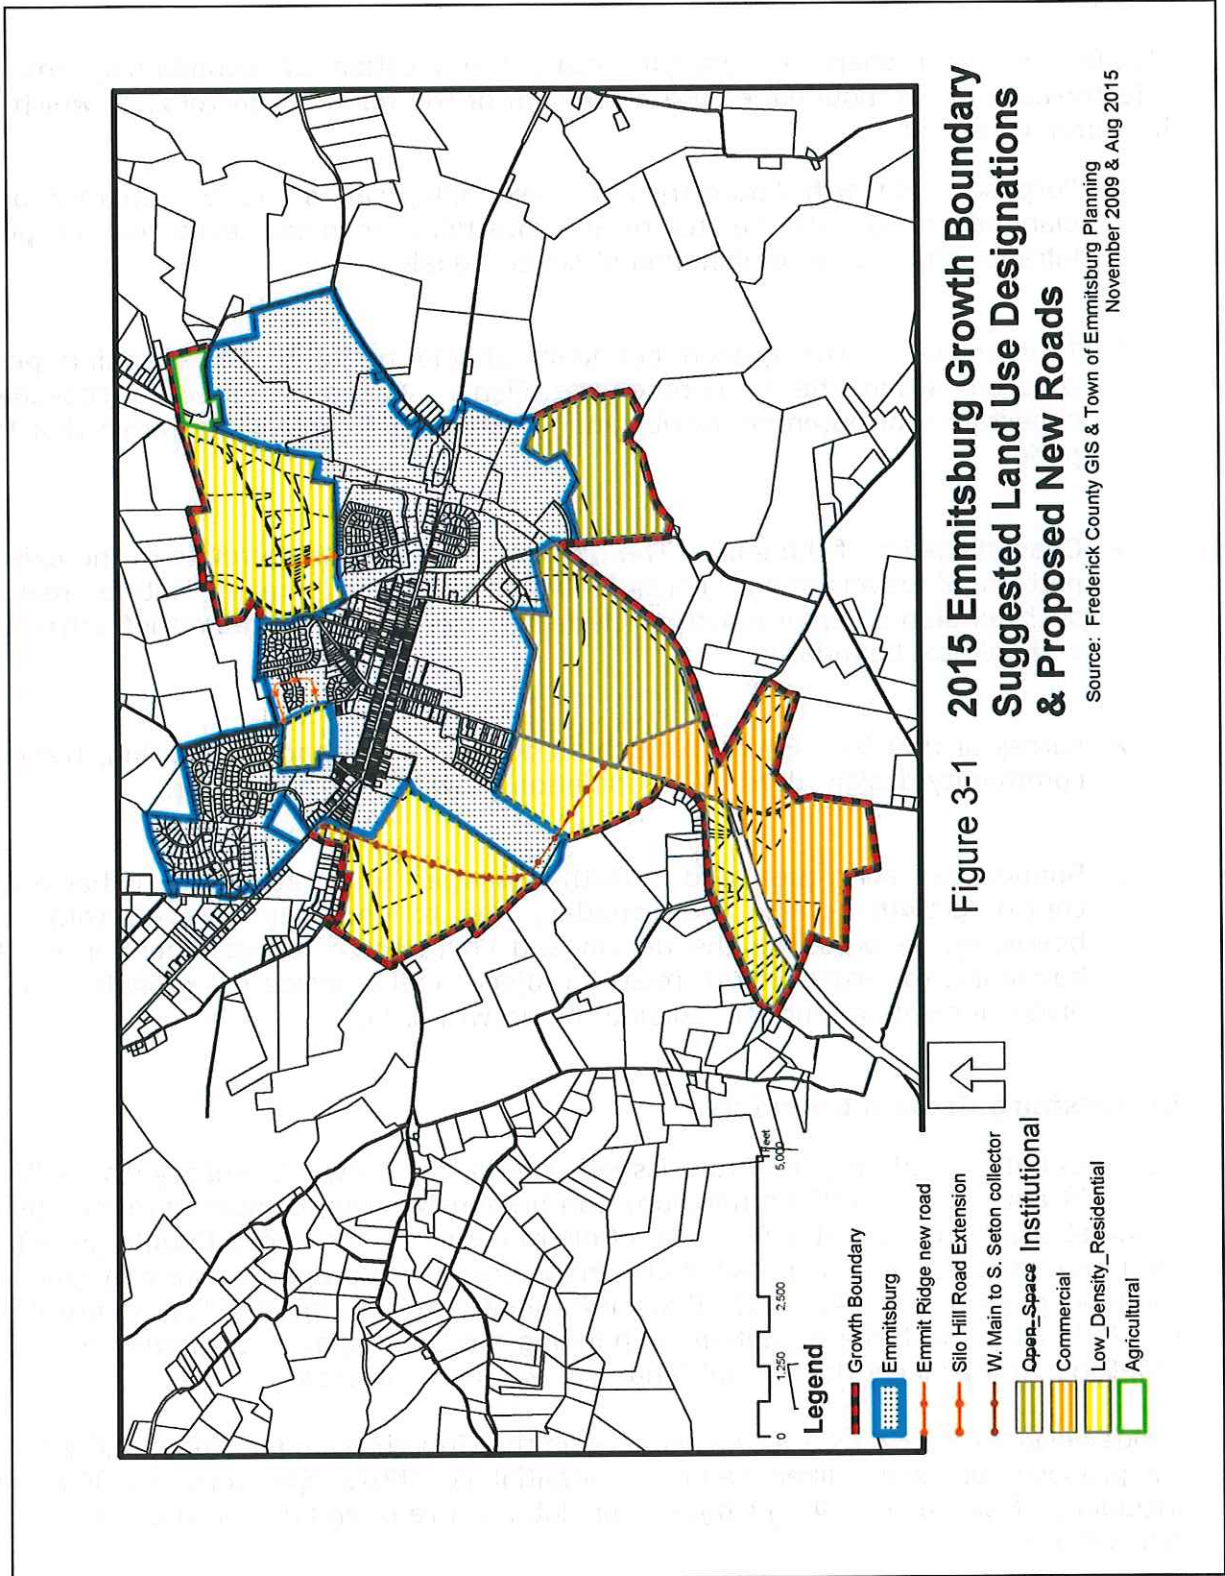 Figure 3-1 2015 Emmitsburg Growth Boundary
Suggested Land Use Designations
& Proposed New Roads
Source: Frederick County GIS & Town of Emmitsburg Planning
November 2009 & Aug 2015
0 1,250 2,500 5,000
Feet
Legend
Growth Boundary
Emmitsburg
Emmit Ridge new road
Silo Hill Road Extension
W. Main to S. Seton collector
Open_Space Institutional
Commercial
Low_Density_Residential
Agricultural